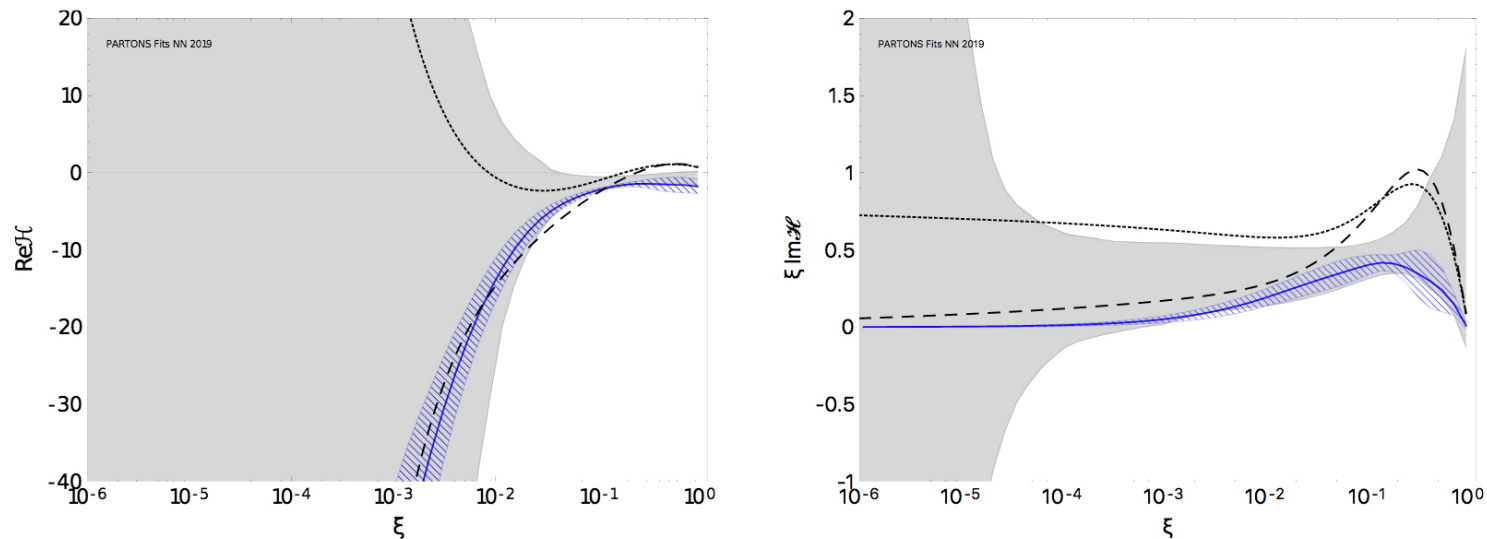 PARTONS Fits NN 2019
20
10
0
-10
-20
-30
-40
Reℋ
10⁻⁶ 10⁻⁵ 10⁻⁴ 10⁻³ 10⁻² 10⁻¹ 10⁰
ξ
PARTONS Fits NN 2019
2
1.5
1
0.5
0
-0.5
-1
ξ Imℋ
10⁻⁶ 10⁻⁵ 10⁻⁴ 10⁻³ 10⁻² 10⁻¹ 10⁰
ξ